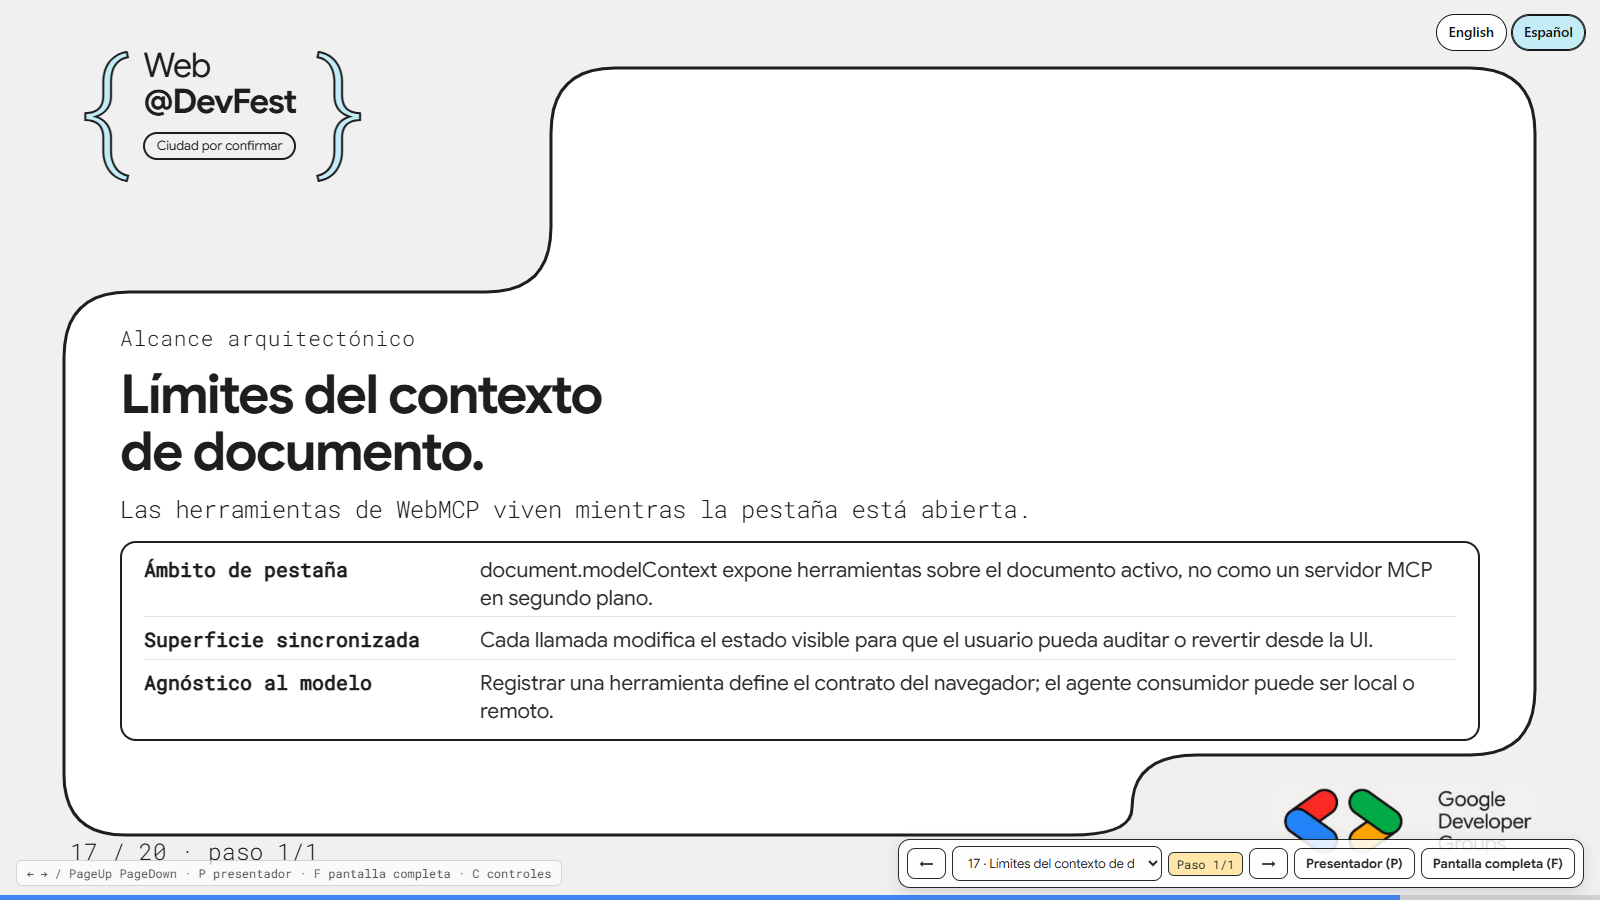 English
Español
Web
@DevFest
Ciudad por confirmar
Alcance arquitectónico
Límites del contexto
de documento.
Las herramientas de WebMCP viven mientras la pestaña está abierta.
Ámbito de pestaña
document.modelContext expone herramientas sobre el documento activo, no como un servidor MCP
en segundo plano.
Superficie sincronizada
Cada llamada modifica el estado visible para que el usuario pueda auditar o revertir desde la UI.
Agnóstico al modelo
Registrar una herramienta define el contrato del navegador; el agente consumidor puede ser local o
remoto.
Google
Developer
Groups
17 / 20 · paso 1/1
← → / PageUp PageDown · P presentador · F pantalla completa · C controles
←
17 · Límites del contexto de d
Paso 1/1
→
Presentador (P)
Pantalla completa (F)